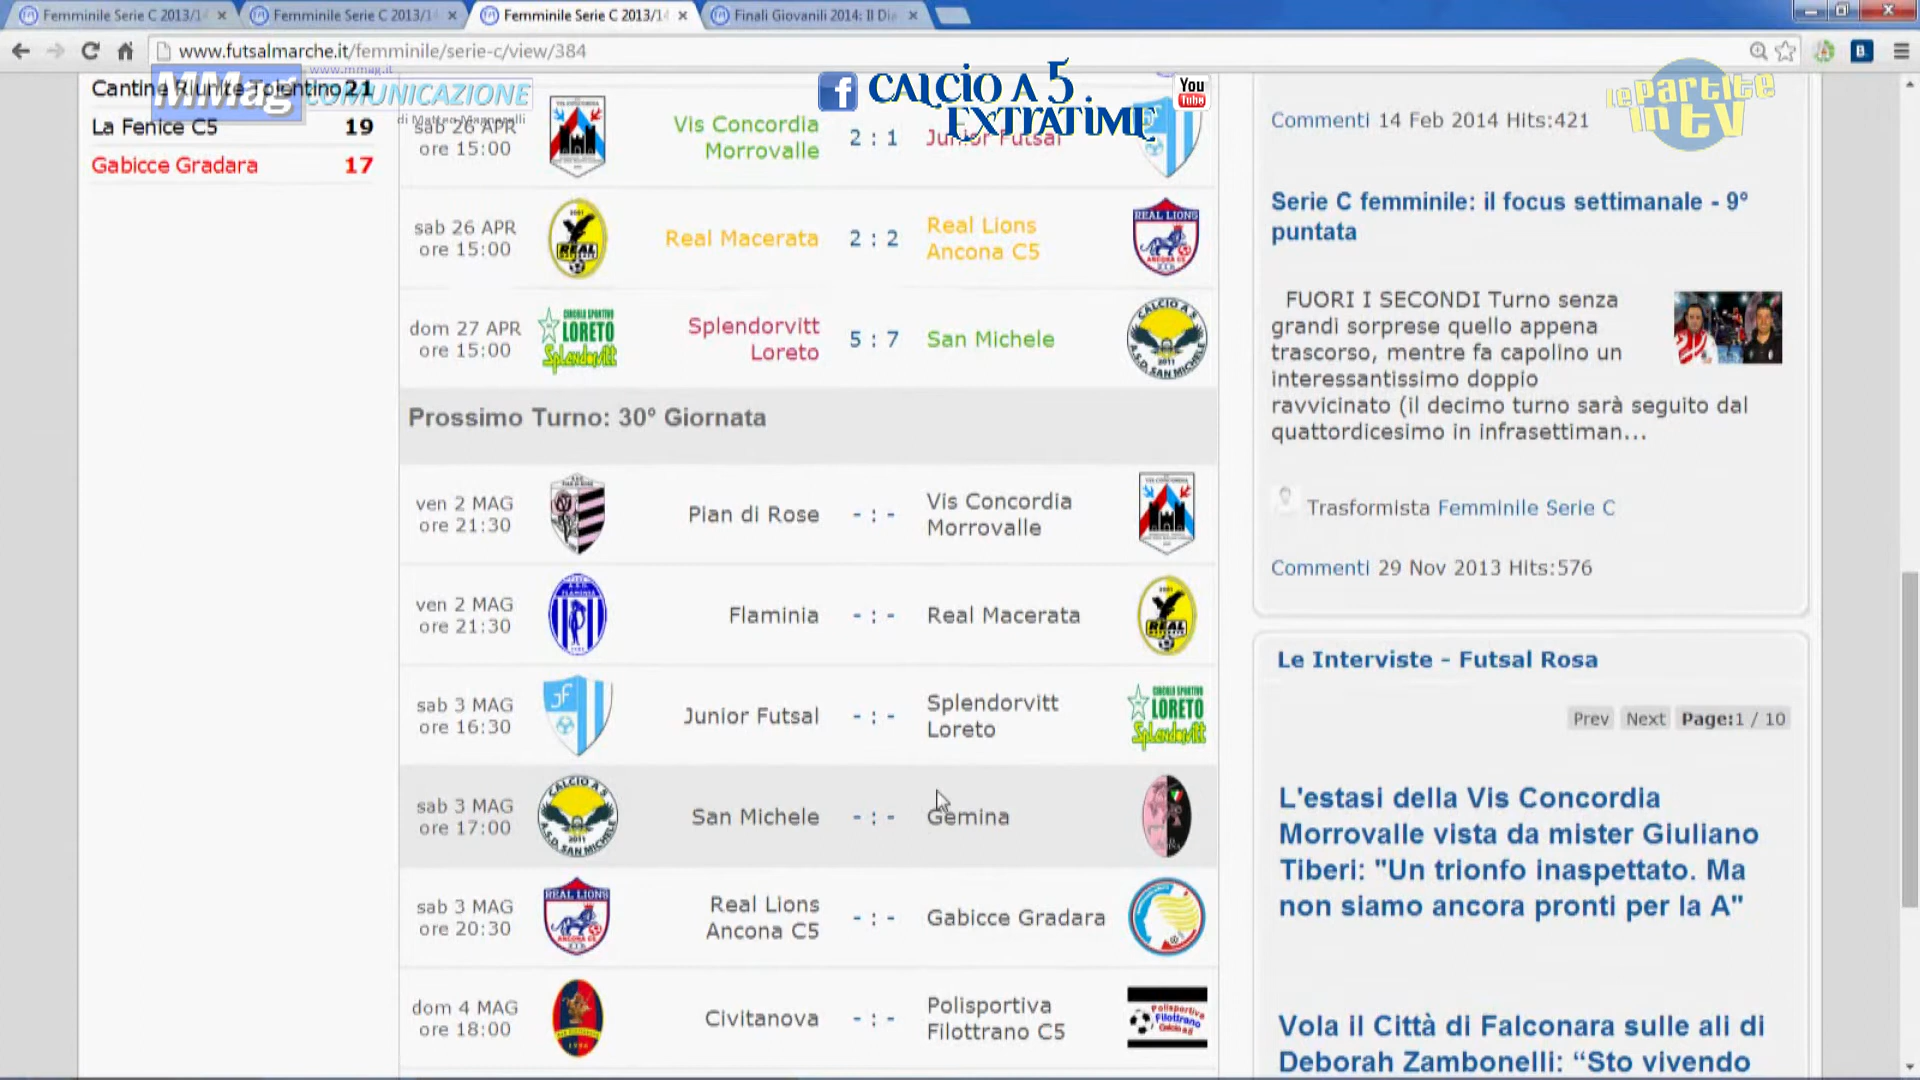 Femminile Serie C 2013/14
Femminile Serie C 2013/14
Femminile Serie C 2013/14
Finali Giovanili 2014: Il Dia
www.futsalmarche.it/femminile/serie-c/view/384
www.mmag.it
MMag COMUNICAZIONE
CALCIO A 5
EXTRATIME
You
Tube
le partite
in tv
Cantine Riunite Tolentino 21
La Fenice C5 19
Gabicce Gradara 17
sab 26 APR
ore 15:00
Vis Concordia
Morrovalle
2 : 1
Junior Futsal
sab 26 APR
ore 15:00
Real Macerata
2 : 2
Real Lions
Ancona C5
dom 27 APR
ore 15:00
Splendorvitt
Loreto
5 : 7
San Michele
Prossimo Turno: 30º Giornata
ven 2 MAG
ore 21:30
Pian di Rose
- : -
Vis Concordia
Morrovalle
ven 2 MAG
ore 21:30
Flaminia
- : -
Real Macerata
sab 3 MAG
ore 16:30
Junior Futsal
- : -
Splendorvitt
Loreto
sab 3 MAG
ore 17:00
San Michele
- : -
Gemina
sab 3 MAG
ore 20:30
Real Lions
Ancona C5
- : -
Gabicce Gradara
dom 4 MAG
ore 18:00
Civitanova
- : -
Polisportiva
Filottrano C5
Commenti 14 Feb 2014 Hits:421
Serie C femminile: il focus settimanale - 9°
puntata
FUORI I SECONDI Turno senza
grandi sorprese quello appena
trascorso, mentre fa capolino un
interessantissimo doppio
ravvicinato (il decimo turno sarà seguito dal
quattordicesimo in infrasettiman...
Trasformista Femminile Serie C
Commenti 29 Nov 2013 Hits:576
Le Interviste - Futsal Rosa
Prev Next Page:1 / 10
L'estasi della Vis Concordia
Morrovalle vista da mister Giuliano
Tiberi: "Un trionfo inaspettato. Ma
non siamo ancora pronti per la A"
Vola il Città di Falconara sulle ali di
Deborah Zambonelli: “Sto vivendo